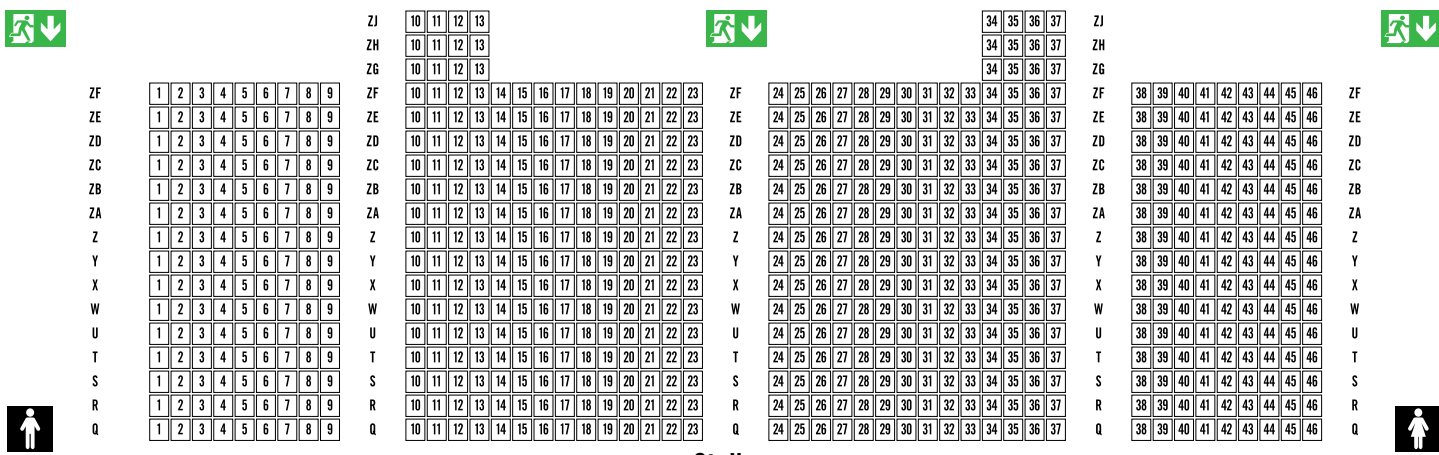 ZJ 10 11 12 13 34 35 36 37 ZJ
ZH 10 11 12 13 34 35 36 37 ZH
ZG 10 11 12 13 34 35 36 37 ZG
ZF 1 2 3 4 5 6 7 8 9 ZF 10 11 12 13 14 15 16 17 18 19 20 21 22 23 ZF 24 25 26 27 28 29 30 31 32 33 34 35 36 37 ZF 38 39 40 41 42 43 44 45 46 ZF
ZE 1 2 3 4 5 6 7 8 9 ZE 10 11 12 13 14 15 16 17 18 19 20 21 22 23 ZE 24 25 26 27 28 29 30 31 32 33 34 35 36 37 ZE 38 39 40 41 42 43 44 45 46 ZE
ZD 1 2 3 4 5 6 7 8 9 ZD 10 11 12 13 14 15 16 17 18 19 20 21 22 23 ZD 24 25 26 27 28 29 30 31 32 33 34 35 36 37 ZD 38 39 40 41 42 43 44 45 46 ZD
ZC 1 2 3 4 5 6 7 8 9 ZC 10 11 12 13 14 15 16 17 18 19 20 21 22 23 ZC 24 25 26 27 28 29 30 31 32 33 34 35 36 37 ZC 38 39 40 41 42 43 44 45 46 ZC
ZB 1 2 3 4 5 6 7 8 9 ZB 10 11 12 13 14 15 16 17 18 19 20 21 22 23 ZB 24 25 26 27 28 29 30 31 32 33 34 35 36 37 ZB 38 39 40 41 42 43 44 45 46 ZB
ZA 1 2 3 4 5 6 7 8 9 ZA 10 11 12 13 14 15 16 17 18 19 20 21 22 23 ZA 24 25 26 27 28 29 30 31 32 33 34 35 36 37 ZA 38 39 40 41 42 43 44 45 46 ZA
Z 1 2 3 4 5 6 7 8 9 Z 10 11 12 13 14 15 16 17 18 19 20 21 22 23 Z 24 25 26 27 28 29 30 31 32 33 34 35 36 37 Z 38 39 40 41 42 43 44 45 46 Z
Y 1 2 3 4 5 6 7 8 9 Y 10 11 12 13 14 15 16 17 18 19 20 21 22 23 Y 24 25 26 27 28 29 30 31 32 33 34 35 36 37 Y 38 39 40 41 42 43 44 45 46 Y
X 1 2 3 4 5 6 7 8 9 X 10 11 12 13 14 15 16 17 18 19 20 21 22 23 X 24 25 26 27 28 29 30 31 32 33 34 35 36 37 X 38 39 40 41 42 43 44 45 46 X
W 1 2 3 4 5 6 7 8 9 W 10 11 12 13 14 15 16 17 18 19 20 21 22 23 W 24 25 26 27 28 29 30 31 32 33 34 35 36 37 W 38 39 40 41 42 43 44 45 46 W
U 1 2 3 4 5 6 7 8 9 U 10 11 12 13 14 15 16 17 18 19 20 21 22 23 U 24 25 26 27 28 29 30 31 32 33 34 35 36 37 U 38 39 40 41 42 43 44 45 46 U
T 1 2 3 4 5 6 7 8 9 T 10 11 12 13 14 15 16 17 18 19 20 21 22 23 T 24 25 26 27 28 29 30 31 32 33 34 35 36 37 T 38 39 40 41 42 43 44 45 46 T
S 1 2 3 4 5 6 7 8 9 S 10 11 12 13 14 15 16 17 18 19 20 21 22 23 S 24 25 26 27 28 29 30 31 32 33 34 35 36 37 S 38 39 40 41 42 43 44 45 46 S
R 1 2 3 4 5 6 7 8 9 R 10 11 12 13 14 15 16 17 18 19 20 21 22 23 R 24 25 26 27 28 29 30 31 32 33 34 35 36 37 R 38 39 40 41 42 43 44 45 46 R
Q 1 2 3 4 5 6 7 8 9 Q 10 11 12 13 14 15 16 17 18 19 20 21 22 23 Q 24 25 26 27 28 29 30 31 32 33 34 35 36 37 Q 38 39 40 41 42 43 44 45 46 Q